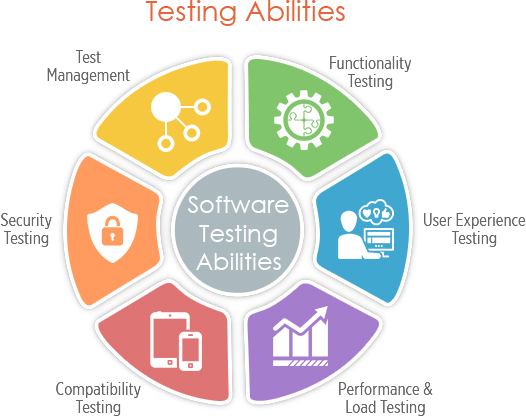 Testing Abilities
Test
Management
Functionality
Testing
Security
Testing
Software
Testing
Abilities
User Experience
Testing
Compatibility
Testing
Performance &
Load Testing